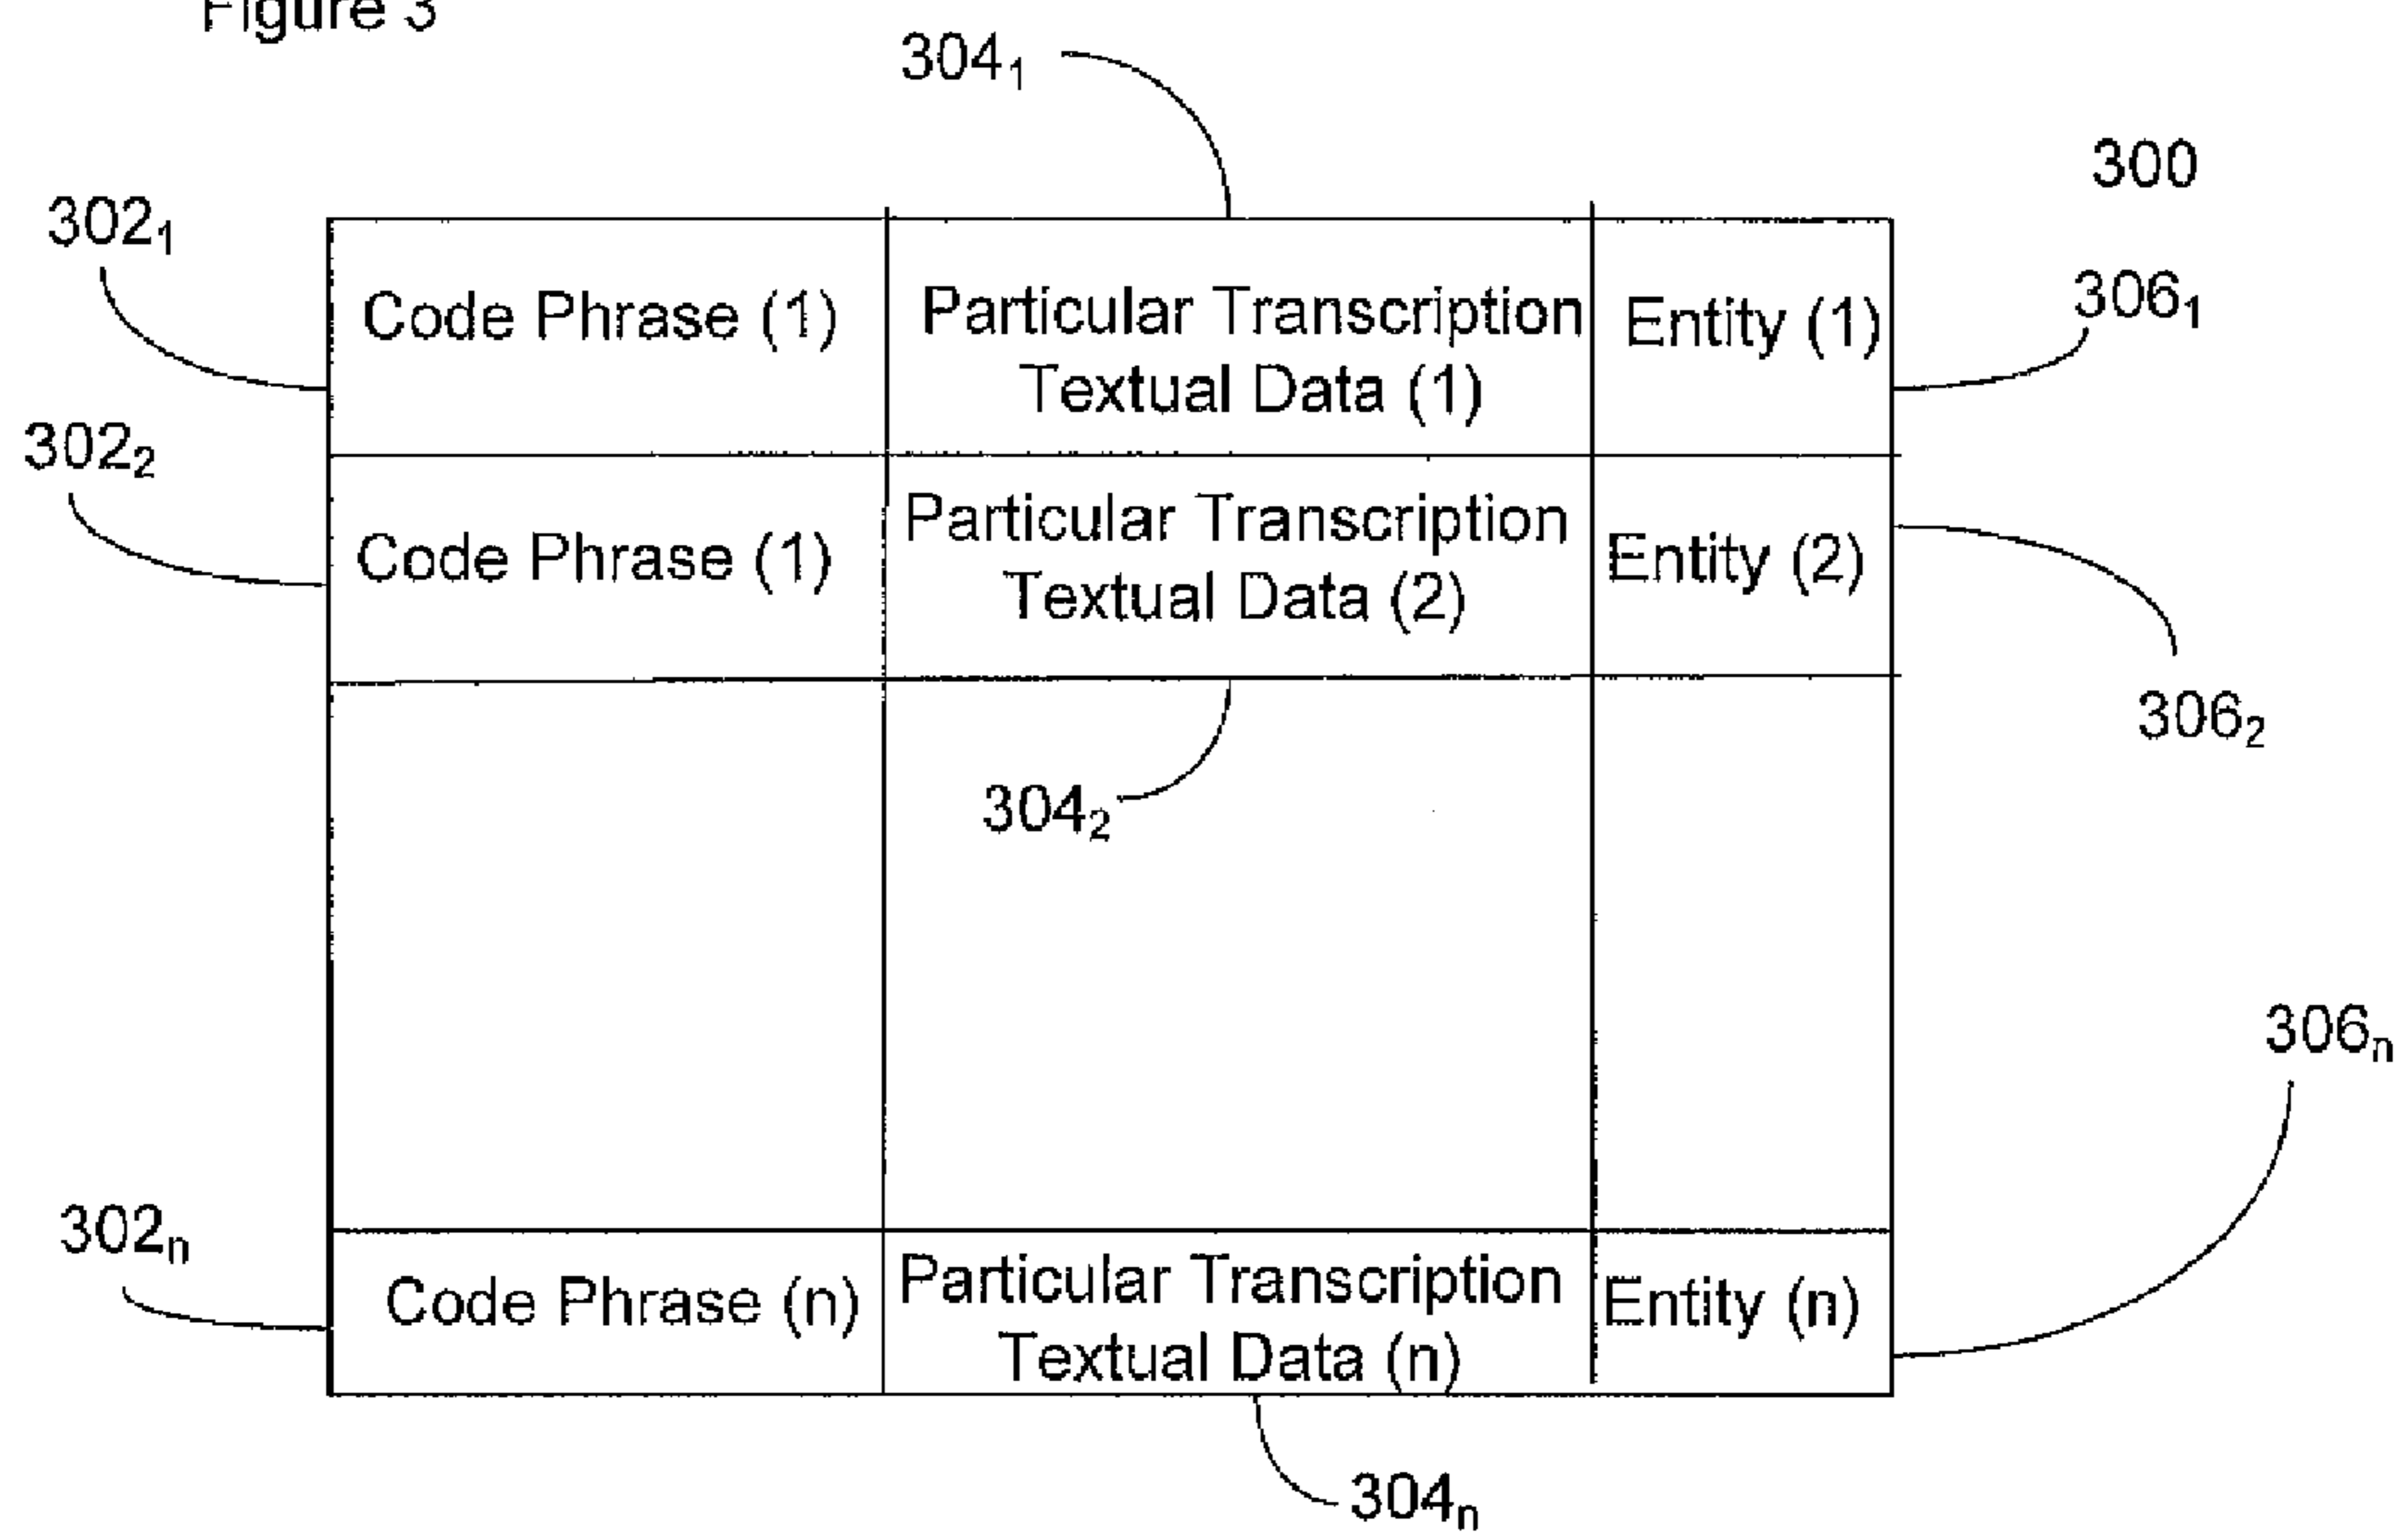 Figure 3
304₁
300
302₁
306₁
Code Phrase (1)
Particular Transcription
Textual Data (1)
Entity (1)
302₂
Code Phrase (1)
Particular Transcription
Textual Data (2)
Entity (2)
306₂
304₂
306ₙ
302ₙ
Code Phrase (n)
Particular Transcription
Textual Data (n)
Entity (n)
304ₙ